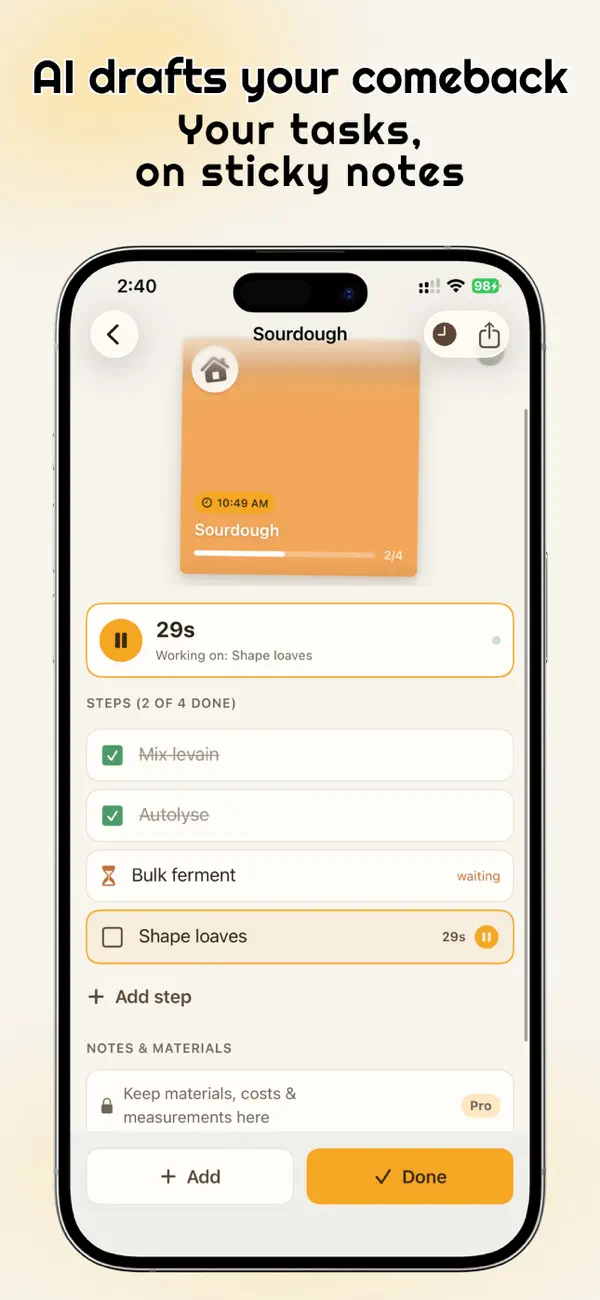 AI drafts your comeback
Your tasks,
on sticky notes
2:40
98
Sourdough
10:49 AM
Sourdough
2/4
29s
Working on: Shape loaves
STEPS (2 OF 4 DONE)
Mix levain
Autolyse
Bulk ferment
waiting
Shape loaves
29s
+ Add step
NOTES & MATERIALS
Keep materials, costs &
measurements here
Pro
+ Add
Done